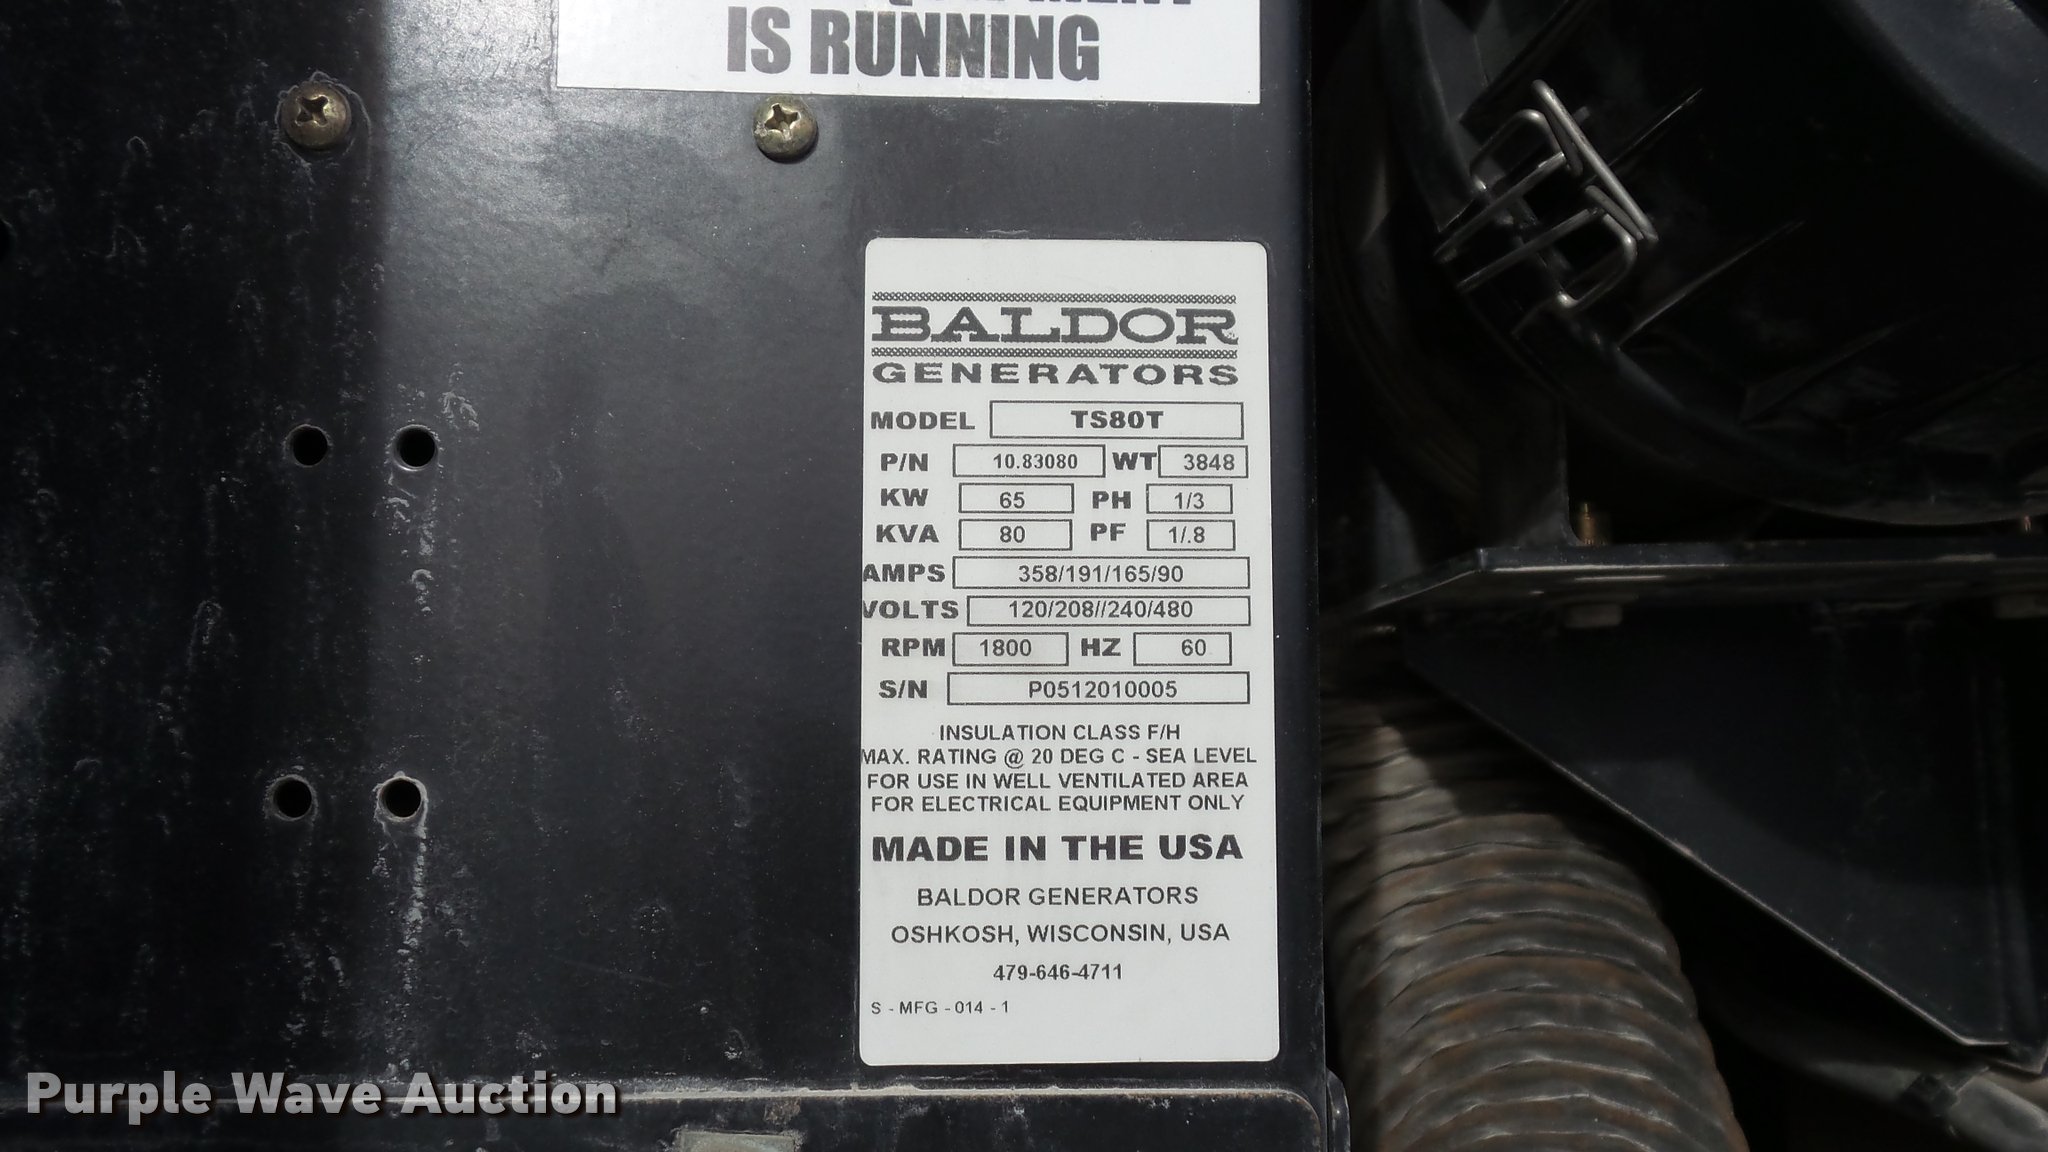 IS RUNNING
BALDOR
GENERATORS
MODEL TS80T
P/N 10.83080 WT 3848
KW 65 PH 1/3
KVA 80 PF 1/.8
AMPS 358/191/165/90
VOLTS 120/208//240/480
RPM 1800 HZ 60
S/N P0512010005
INSULATION CLASS F/H
MAX. RATING @ 20 DEG C - SEA LEVEL
FOR USE IN WELL VENTILATED AREA
FOR ELECTRICAL EQUIPMENT ONLY
MADE IN THE USA
BALDOR GENERATORS
OSHKOSH, WISCONSIN, USA
479-646-4711
S - MFG - 014 - 1
Purple Wave Auction